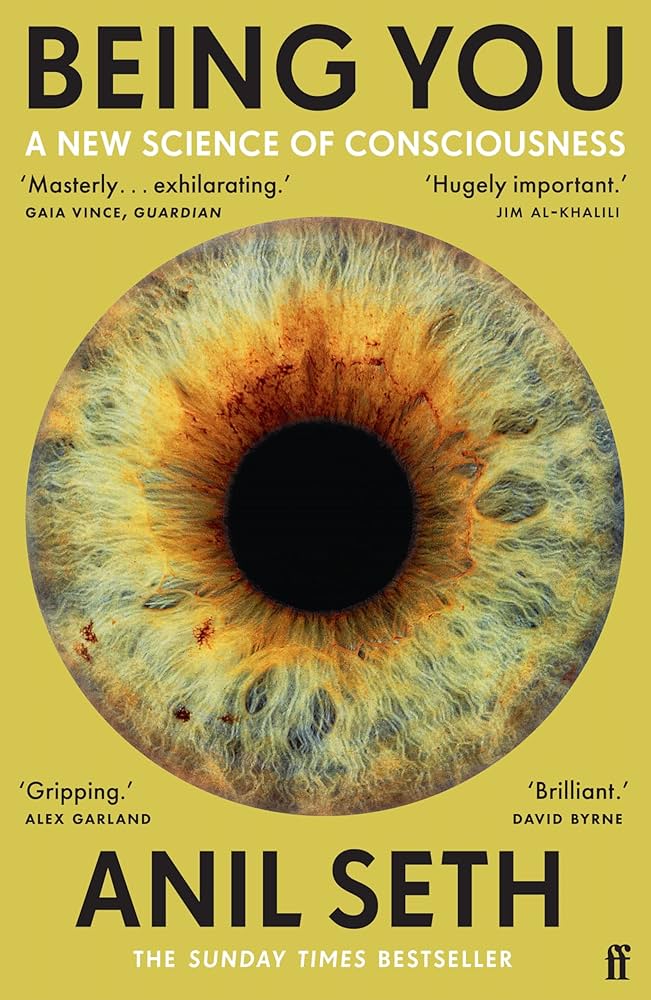 BEING YOU
A NEW SCIENCE OF CONSCIOUSNESS
‘Masterly. . . exhilarating.’
GAIA VINCE, GUARDIAN
‘Hugely important.’
JIM AL-KHALILI
‘Gripping.’
ALEX GARLAND
‘Brilliant.’
DAVID BYRNE
ANIL SETH
THE SUNDAY TIMES BESTSELLER
ff